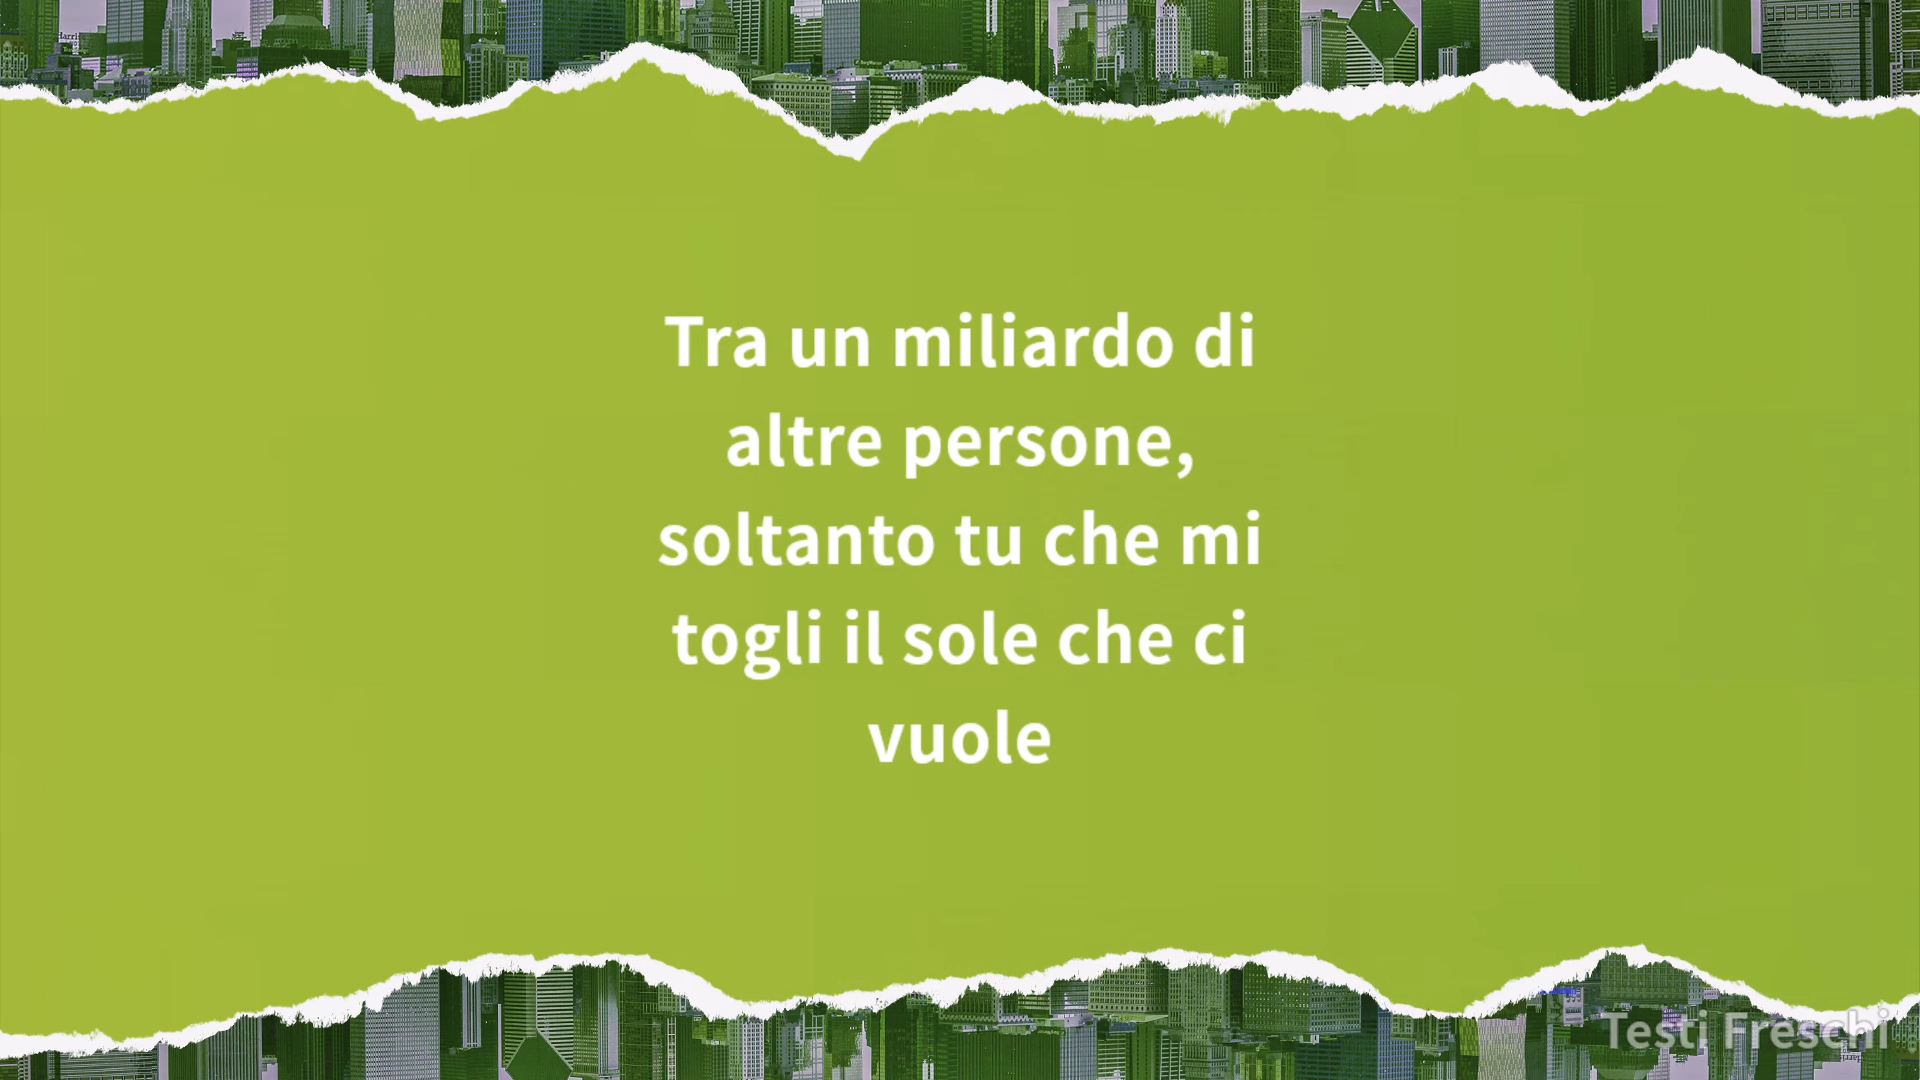 Tra un miliardo di
altre persone,
soltanto tu che mi
togli il sole che ci
vuole
Testi Freschi